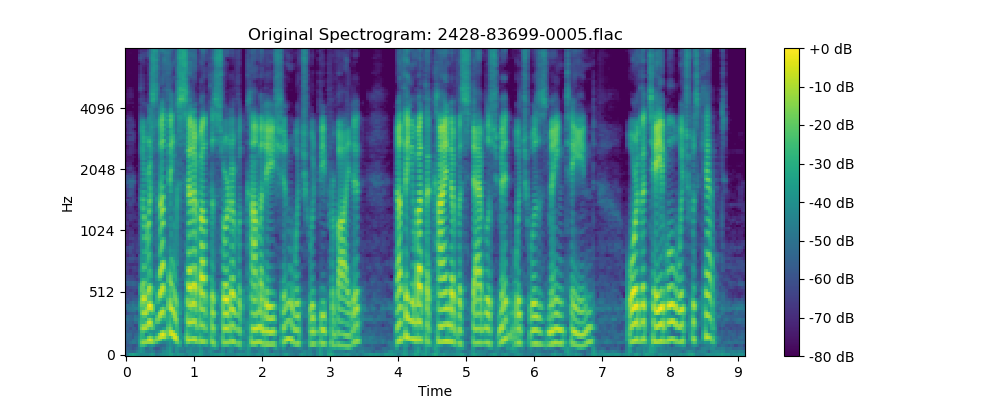 Original Spectrogram: 2428-83699-0005.flac
Hz
4096
2048
1024
512
0
0 1 2 3 4 5 6 7 8 9
Time
+0 dB
-10 dB
-20 dB
-30 dB
-40 dB
-50 dB
-60 dB
-70 dB
-80 dB